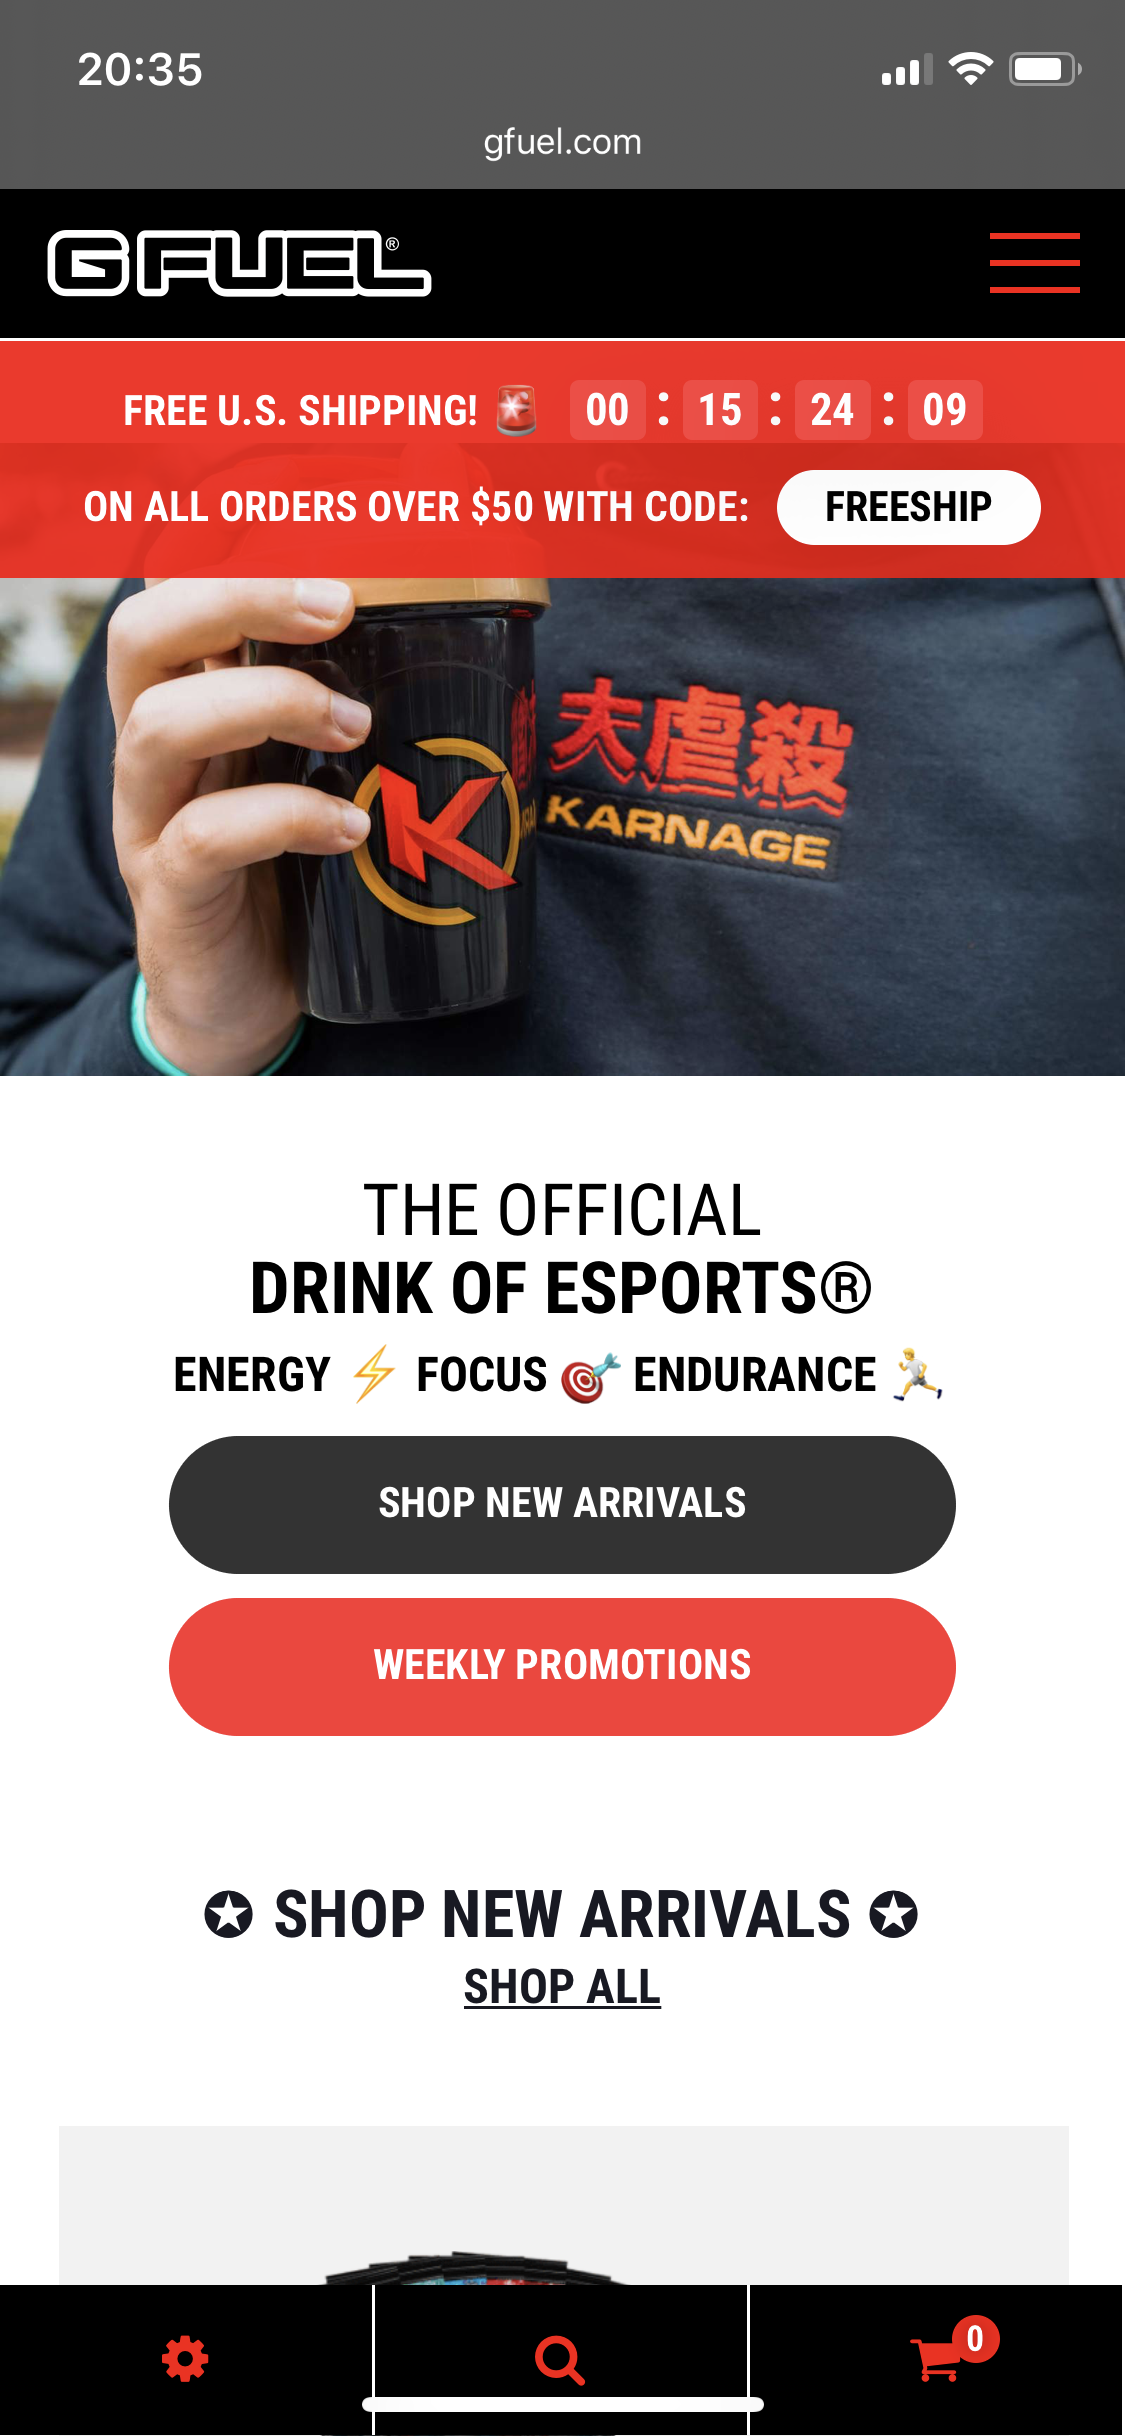 20:35
gfuel.com
G FUEL®
FREE U.S. SHIPPING! 🚨 00 : 15 : 24 : 09
ON ALL ORDERS OVER $50 WITH CODE: FREESHIP
大虐殺
KARNAGE
K
THE OFFICIAL
DRINK OF ESPORTS®
ENERGY ⚡ FOCUS 🎯 ENDURANCE 🏃
SHOP NEW ARRIVALS
WEEKLY PROMOTIONS
✪ SHOP NEW ARRIVALS ✪
SHOP ALL
0